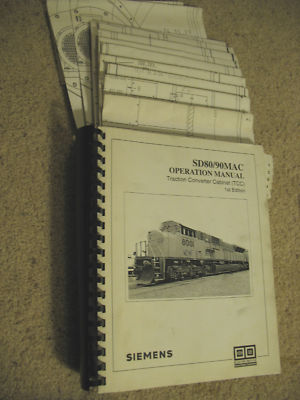 SD80/90MAC
OPERATION MANUAL
Traction Converter Cabinet (TCC)
1st Edition
8001
SIEMENS